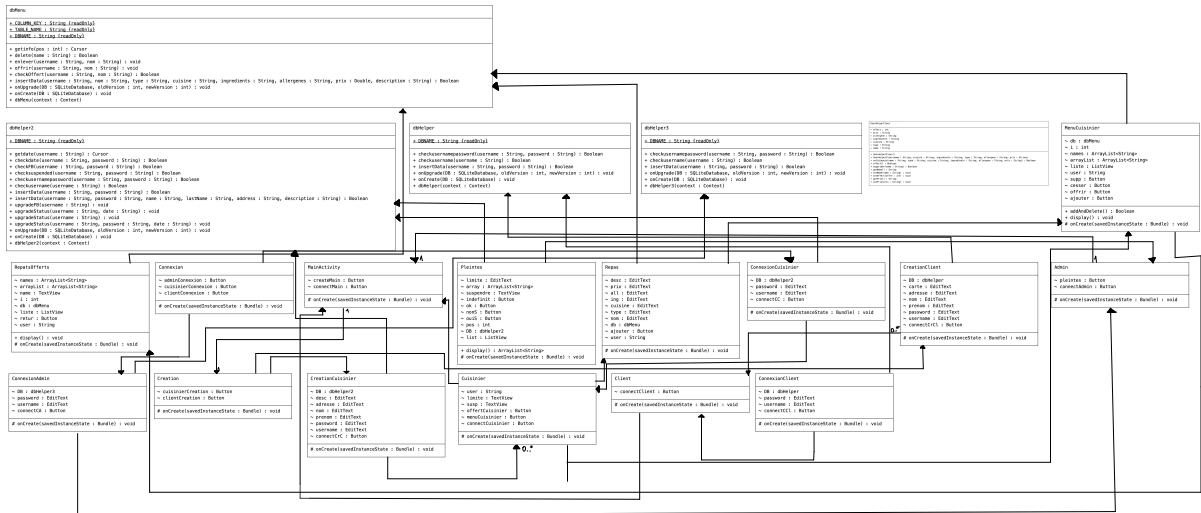 dbMenu
+ COLUMN_KEY : String {readOnly}
+ TABLE_NAME : String {readOnly}
+ DBNAME : String {readOnly}
+ getinfo(pos : int) : Cursor
+ delete(name : String) : Boolean
+ enlever(username : String, nom : String) : void
+ offrir(username : String, nom : String) : void
+ checkOffert(username : String, nom : String) : Boolean
+ insertData(username : String, nom : String, type : String, cuisine : String, ingredients : String, allergenes : String, prix : Double, description : String) : Boolean
+ onUpgrade(DB : SQLiteDatabase, oldVersion : int, newVersion : int) : void
+ onCreate(DB : SQLiteDatabase) : void
+ dbMenu(context : Context)
dbHelper2
+ DBNAME : String {readOnly}
+ getdate(username : String, password : String) : Cursor
+ checkdate(username : String, password : String) : Boolean
+ checkPB(username : String, password : String) : Boolean
+ checksuspended(username : String, password : String) : Boolean
+ checkusernamepassword(username : String, password : String) : Boolean
+ checkusername(username : String) : Boolean
+ insertData(username : String, password : String) : Boolean
+ insertData(username : String, password : String, name : String, lastName : String, address : String, description : String) : Boolean
+ upgradePB(username : String) : void
+ upgradeStatus(username : String, date : String) : void
+ upgradeStatus(username : String) : void
+ upgradeStatus(username : String, password : String, date : String) : void
+ onUpgrade(DB : SQLiteDatabase, oldVersion : int, newVersion : int) : void
+ onCreate(DB : SQLiteDatabase) : void
+ dbHelper2(context : Context)
dbHelper
+ DBNAME : String {readOnly}
+ checkusernamepassword(username : String, password : String) : Boolean
+ checkusername(username : String) : Boolean
+ insertData(username : String, password : String) : Boolean
+ onUpgrade(DB : SQLiteDatabase, oldVersion : int, newVersion : int) : void
+ onCreate(DB : SQLiteDatabase) : void
+ dbHelper(context : Context)
dbHelper3
+ DBNAME : String {readOnly}
+ checkusernamepassword(username : String, password : String) : Boolean
+ checkusername(username : String) : Boolean
+ insertData(username : String, password : String) : Boolean
+ onUpgrade(DB : SQLiteDatabase, oldVersion : int, newVersion : int) : void
+ onCreate(DB : SQLiteDatabase) : void
+ dbHelper3(context : Context)
MenuCuisinier
~ db : dbMenu
~ i : int
~ names : ArrayList<String>
~ arrayList : ArrayList<String>
~ liste : ListView
~ user : String
~ supp : Button
~ cesser : Button
~ offrir : Button
~ ajouter : Button
+ addAndDelete() : Boolean
+ display() : void
# onCreate(savedInstanceState : Bundle) : void
RepatsOfferts
~ names : ArrayList<String>
~ arrayList : ArrayList<String>
~ name : TextView
~ i : int
~ db : dbMenu
~ liste : ListView
~ retur : Button
~ user : String
+ display() : void
# onCreate(savedInstanceState : Bundle) : void
Connexion
~ adminConnexion : Button
~ cuisinierConnexion : Button
~ clientConnexion : Button
# onCreate(savedInstanceState : Bundle) : void
MainActivity
~ createMain : Button
~ connectMain : Button
# onCreate(savedInstanceState : Bundle) : void
Pleintes
~ limite : EditText
~ array : ArrayList<String>
~ suspendre : TextView
~ indefinit : Button
~ ok : Button
~ nonS : Button
~ ouiS : Button
~ pos : int
~ DB : dbHelper2
~ list : ListView
+ display() : ArrayList<String>
# onCreate(savedInstanceState : Bundle) : void
Repas
~ desc : EditText
~ prix : EditText
~ all : EditText
~ ing : EditText
~ cuisine : EditText
~ type : EditText
~ nom : EditText
~ db : dbMenu
~ ajouter : Button
~ user : String
# onCreate(savedInstanceState : Bundle) : void
ConnexionCuisinier
~ DB : dbHelper2
~ password : EditText
~ username : EditText
~ connectCC : Button
# onCreate(savedInstanceState : Bundle) : void
CreationClient
~ DB : dbHelper
~ carte : EditText
~ adresse : EditText
~ nom : EditText
~ prenom : EditText
~ password : EditText
~ username : EditText
~ connectCrCl : Button
# onCreate(savedInstanceState : Bundle) : void
0..*
Admin
~ pleintes : Button
~ connectAdmin : Button
# onCreate(savedInstanceState : Bundle) : void
ConnexionAdmin
~ DB : dbHelper3
~ password : EditText
~ username : EditText
~ connectCA : Button
# onCreate(savedInstanceState : Bundle) : void
Creation
~ cuisinierCreation : Button
~ clientCreation : Button
# onCreate(savedInstanceState : Bundle) : void
CreationCuisinier
~ DB : dbHelper2
~ desc : EditText
~ adresse : EditText
~ nom : EditText
~ prenom : EditText
~ password : EditText
~ username : EditText
~ connectCrC : Button
# onCreate(savedInstanceState : Bundle) : void
Cuisinier
~ user : String
~ limite : TextView
~ susp : TextView
~ offertCuisinier : Button
~ menuCuisinier : Button
~ connectCuisinier : Button
# onCreate(savedInstanceState : Bundle) : void
0..*
Client
~ connectClient : Button
# onCreate(savedInstanceState : Bundle) : void
ConnexionClient
~ DB : dbHelper
~ password : EditText
~ username : EditText
~ connectCCl : Button
# onCreate(savedInstanceState : Bundle) : void